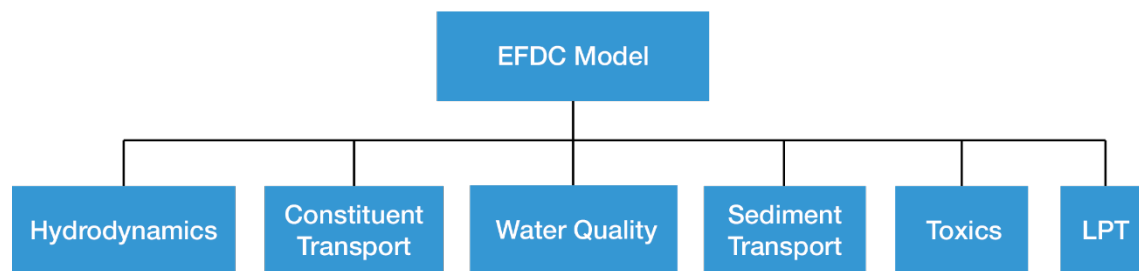 EFDC Model
Hydrodynamics
Constituent
Transport
Water Quality
Sediment
Transport
Toxics
LPT